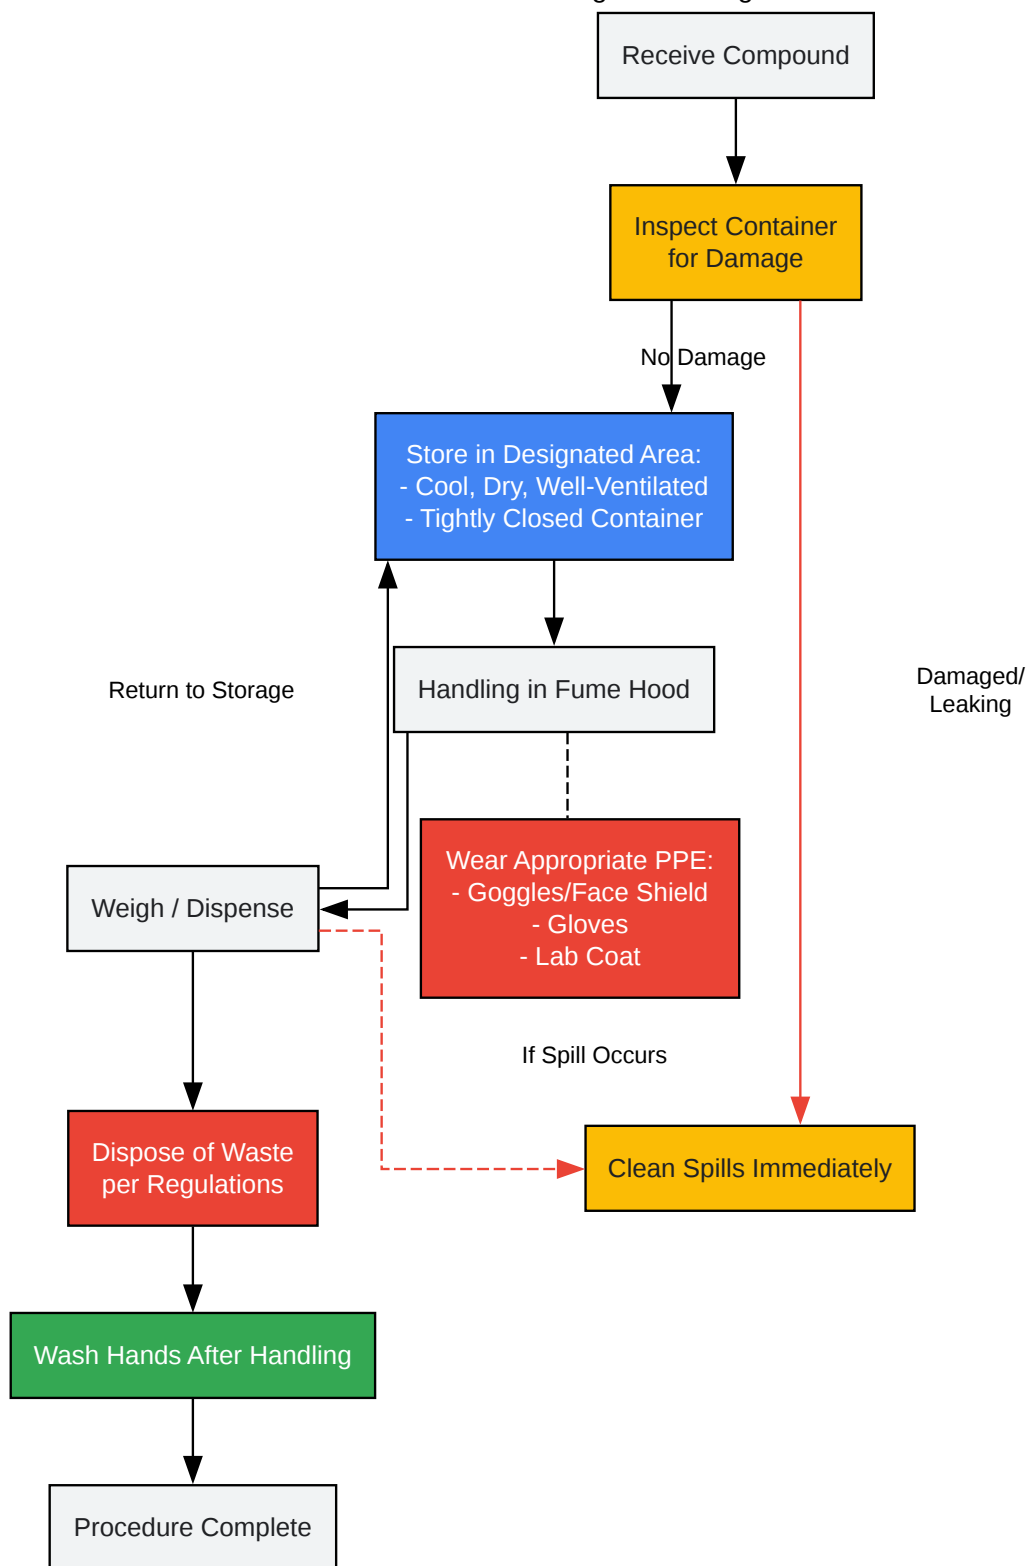 Receive Compound
Inspect Container
for Damage
No Damage
Store in Designated Area:
- Cool, Dry, Well-Ventilated
- Tightly Closed Container
Return to Storage
Handling in Fume Hood
Damaged/
Leaking
Wear Appropriate PPE:
- Goggles/Face Shield
- Gloves
- Lab Coat
Weigh / Dispense
If Spill Occurs
Dispose of Waste
per Regulations
Clean Spills Immediately
Wash Hands After Handling
Procedure Complete